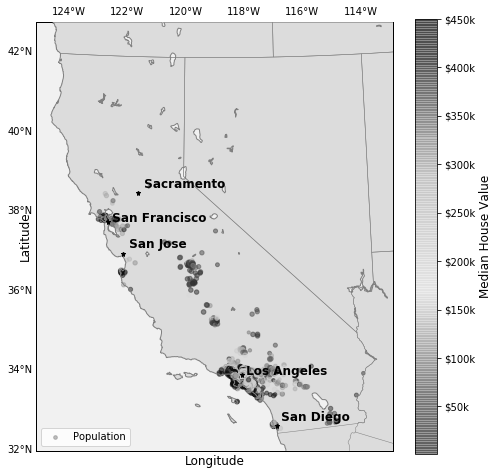 124°W 122°W 120°W 118°W 116°W 114°W
42°N
40°N
38°N
36°N
34°N
32°N
Latitude
Longitude
Sacramento
San Francisco
San Jose
Los Angeles
San Diego
Population
$450k
$400k
$350k
$300k
$250k
$200k
$150k
$100k
$50k
Median House Value